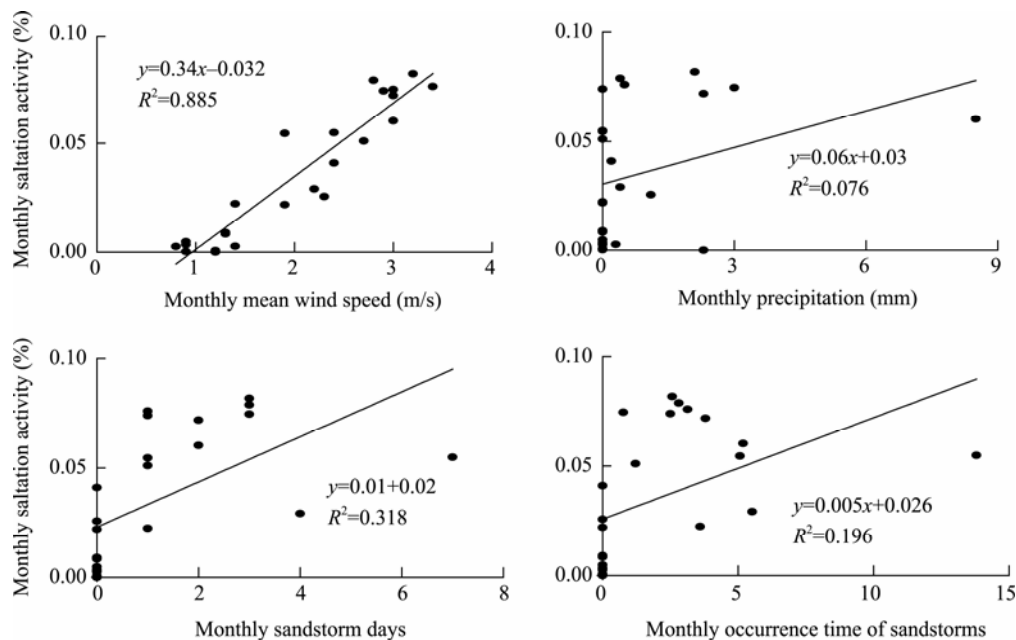 Monthly saltation activity (%)
0.10
0.05
0.00
y=0.34x–0.032
R²=0.885
0 1 2 3 4
Monthly mean wind speed (m/s)
0.10
0.05
0.00
y=0.06x+0.03
R²=0.076
0 3 6 9
Monthly precipitation (mm)
Monthly saltation activity (%)
0.10
0.05
0.00
y=0.01+0.02
R²=0.318
0 2 4 6 8
Monthly sandstorm days
0.10
0.05
0.00
y=0.005x+0.026
R²=0.196
0 5 10 15
Monthly occurrence time of sandstorms